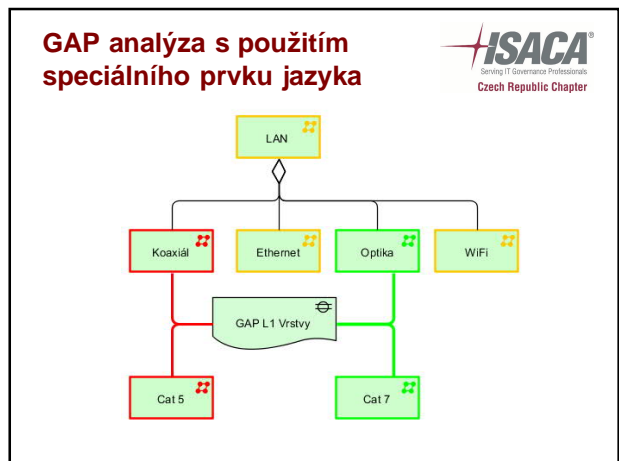 GAP analýza s použitím
speciálního prvku jazyka
ISACA®
Serving IT Governance Professionals
Czech Republic Chapter
LAN
Koaxiál
Ethernet
Optika
WiFi
GAP L1 Vrstvy
Cat 5
Cat 7